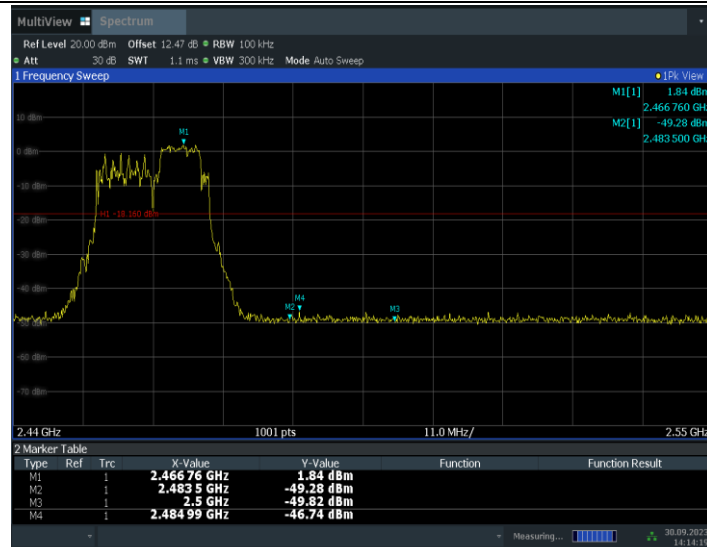 MultiView Spectrum
Ref Level 20.00 dBm Offset 12.47 dB RBW 100 kHz
Att 30 dB SWT 1.1 ms VBW 300 kHz Mode Auto Sweep
1 Frequency Sweep 1Pk View
M1[1] 1.84 dBm
2.466 760 GHz
M2[1] -49.28 dBm
2.483 500 GHz
10 dBm
M1
0 dBm
-10 dBm
H1 -18.160 dBm
-20 dBm
-30 dBm
-40 dBm
M4
M2 M3
-60 dBm
-70 dBm
2.44 GHz 1001 pts 11.0 MHz/ 2.55 GHz
2 Marker Table
Type Ref Trc X-Value Y-Value Function Function Result
M1 1 2.466 76 GHz 1.84 dBm
M2 1 2.483 5 GHz -49.28 dBm
M3 1 2.5 GHz -49.82 dBm
M4 1 2.484 99 GHz -46.74 dBm
Measuring... 30.09.2023
14:14:19